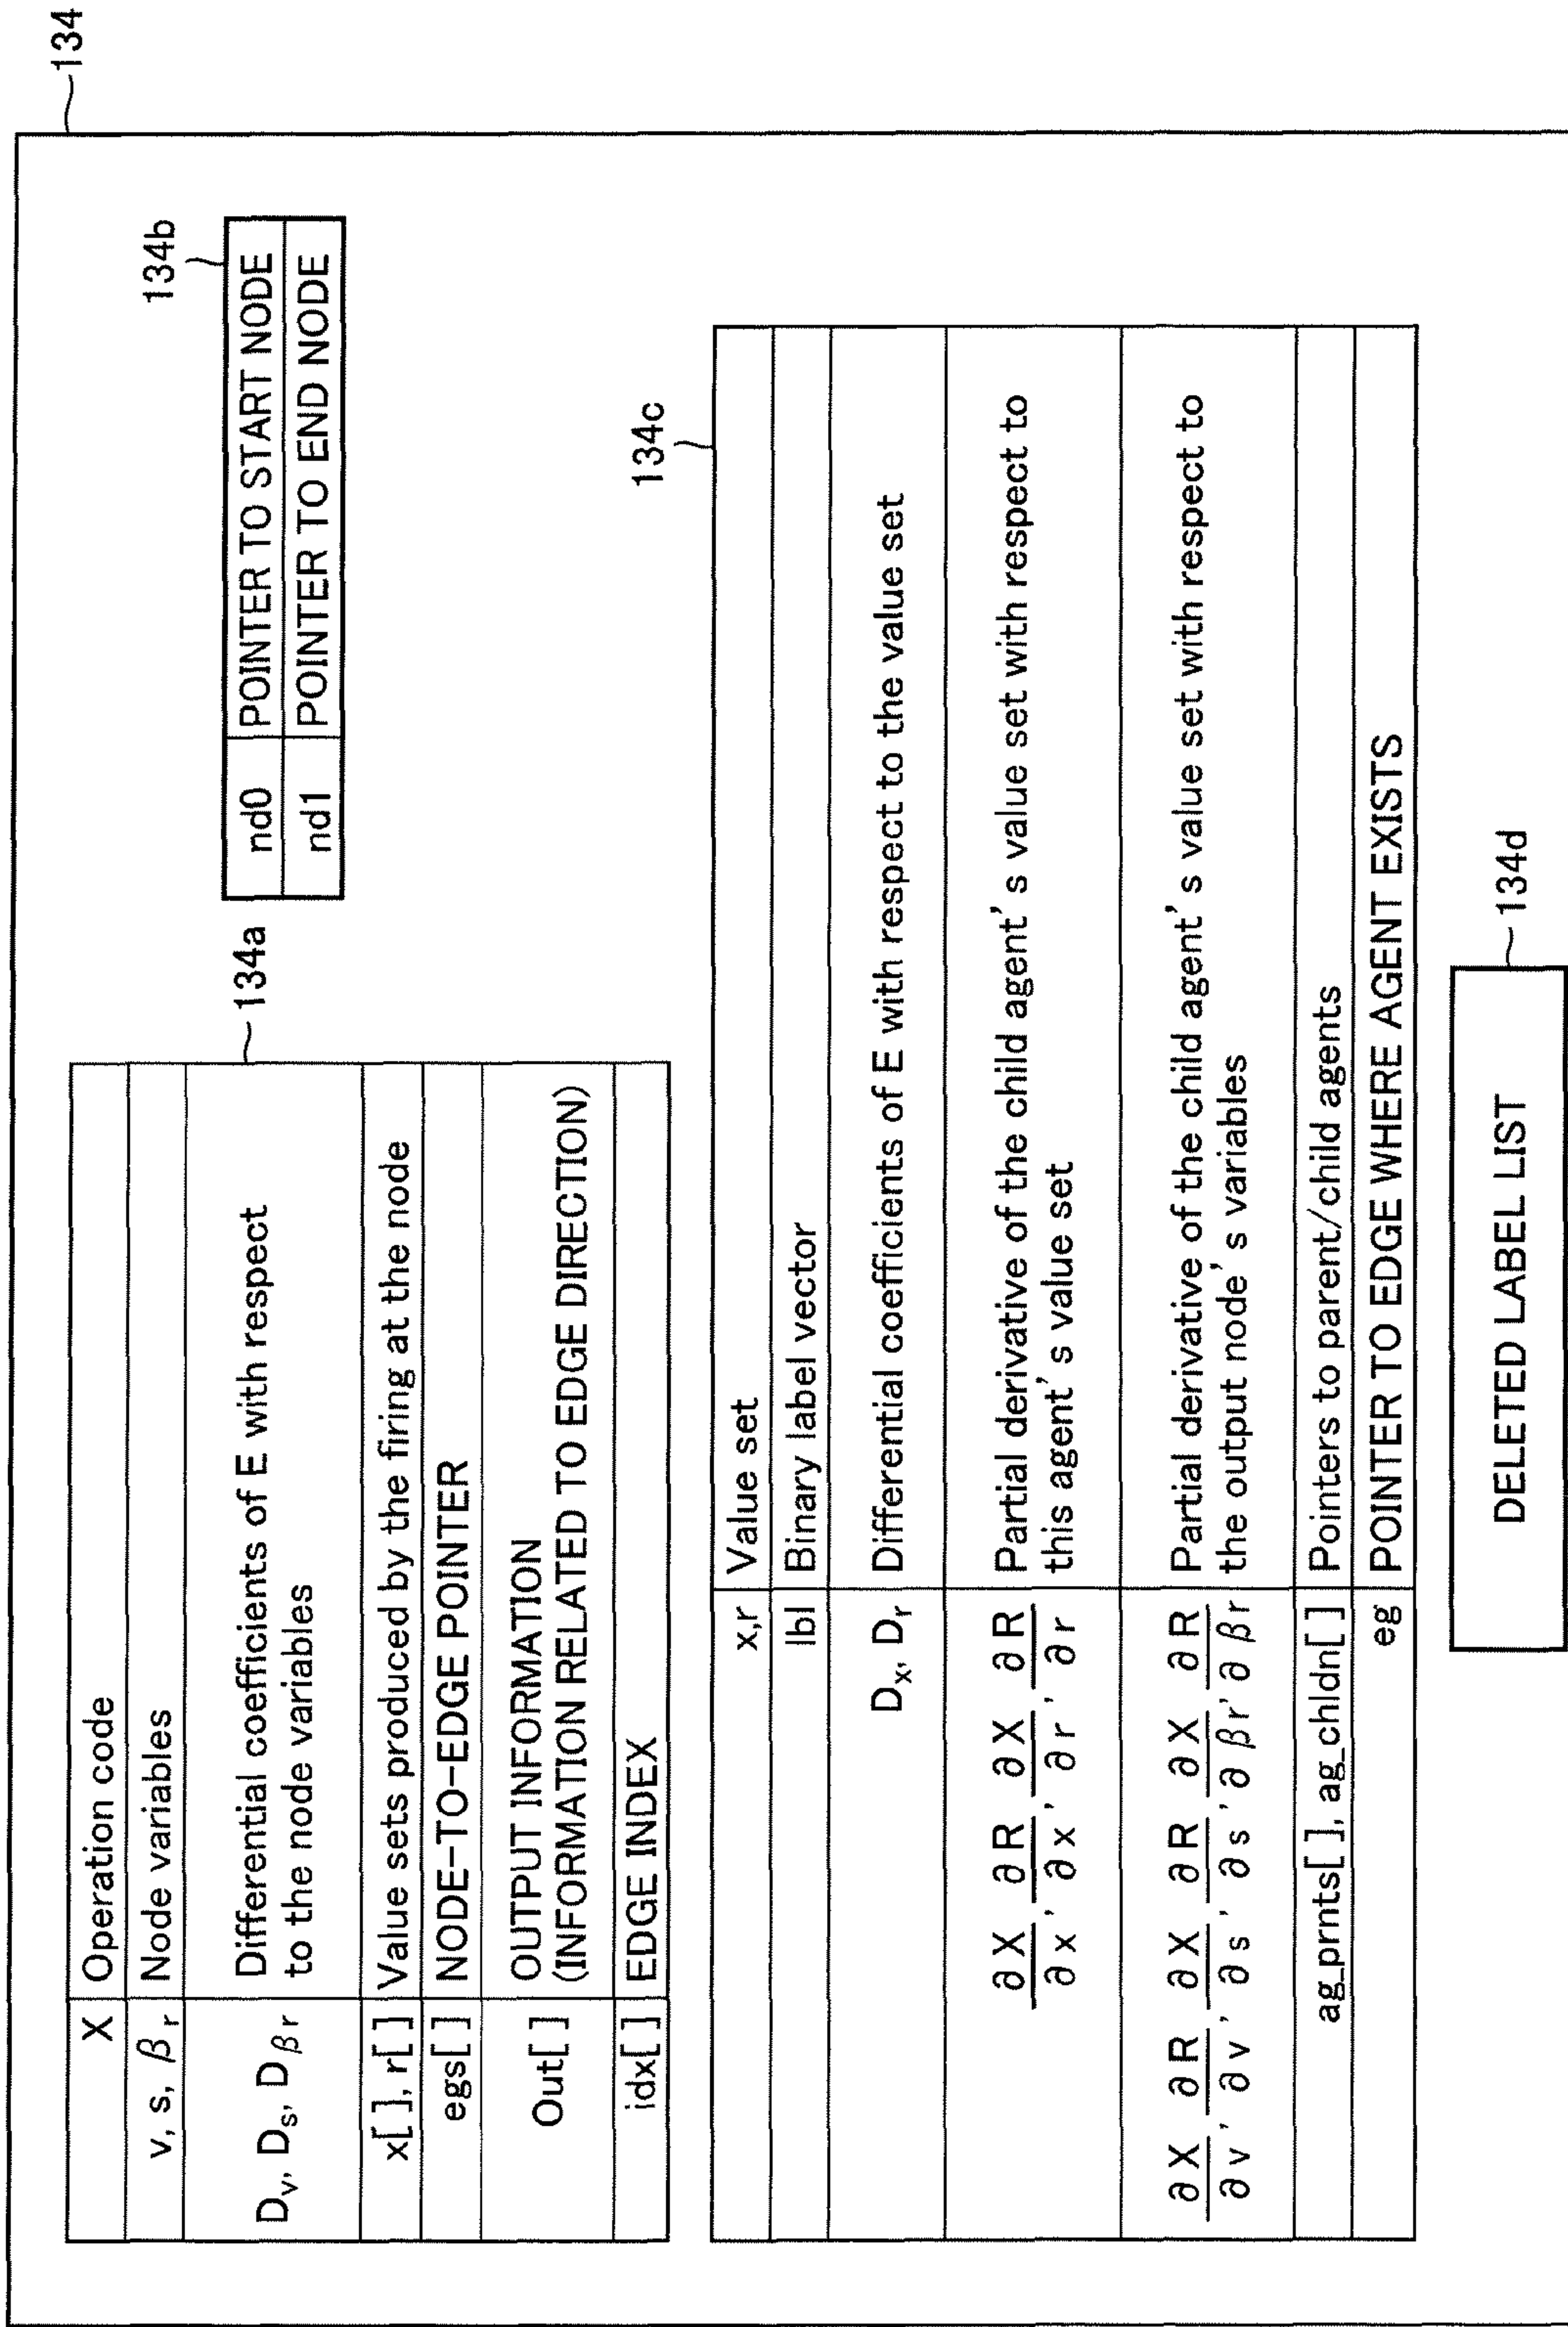 134
134a
X Operation code
v, s, βr Node variables
Dv, Ds, Dβr Differential coefficients of E with respect
to the node variables
x[ ], r[ ] Value sets produced by the firing at the node
egs[ ] NODE-TO-EDGE POINTER
Out[ ] OUTPUT INFORMATION
(INFORMATION RELATED TO EDGE DIRECTION)
idx[ ] EDGE INDEX
134b
nd0 POINTER TO START NODE
nd1 POINTER TO END NODE
134c
x,r Value set
lbl Binary label vector
Dx, Dr Differential coefficients of E with respect to the value set
∂X/∂x, ∂R/∂x, ∂X/∂r, ∂R/∂r Partial derivative of the child agent's value set with respect to
this agent's value set
∂X/∂v, ∂R/∂v, ∂X/∂s, ∂R/∂s, ∂X/∂βr, ∂R/∂βr Partial derivative of the child agent's value set with respect to
the output node's variables
ag_prnts[ ], ag_chldn[ ] Pointers to parent/child agents
eg POINTER TO EDGE WHERE AGENT EXISTS
DELETED LABEL LIST
134d